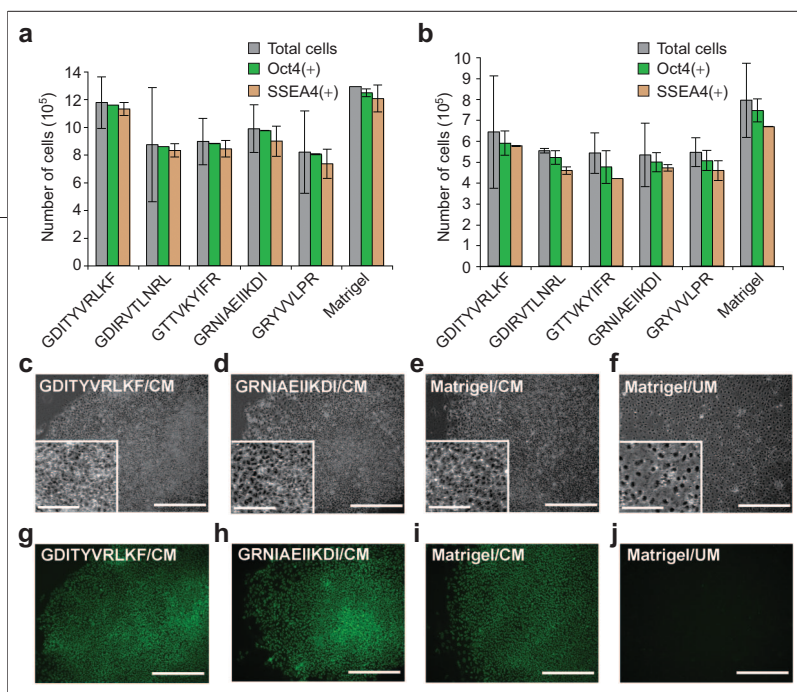 a
Total cells
Oct4(+)
SSEA4(+)
Number of cells (10⁵)
14
12
10
8
6
4
2
0
GDITYVRLKF
GDIRVTLNRL
GTTVKYIFR
GRNIAEIIKDI
GRYVVLPR
Matrigel
b
Total cells
Oct4(+)
SSEA4(+)
Number of cells (10⁵)
10
9
8
7
6
5
4
3
2
1
0
GDITYVRLKF
GDIRVTLNRL
GTTVKYIFR
GRNIAEIIKDI
GRYVVLPR
Matrigel
c
GDITYVRLKF/CM
d
GRNIAEIIKDI/CM
e
Matrigel/CM
f
Matrigel/UM
g
GDITYVRLKF/CM
h
GRNIAEIIKDI/CM
i
Matrigel/CM
j
Matrigel/UM